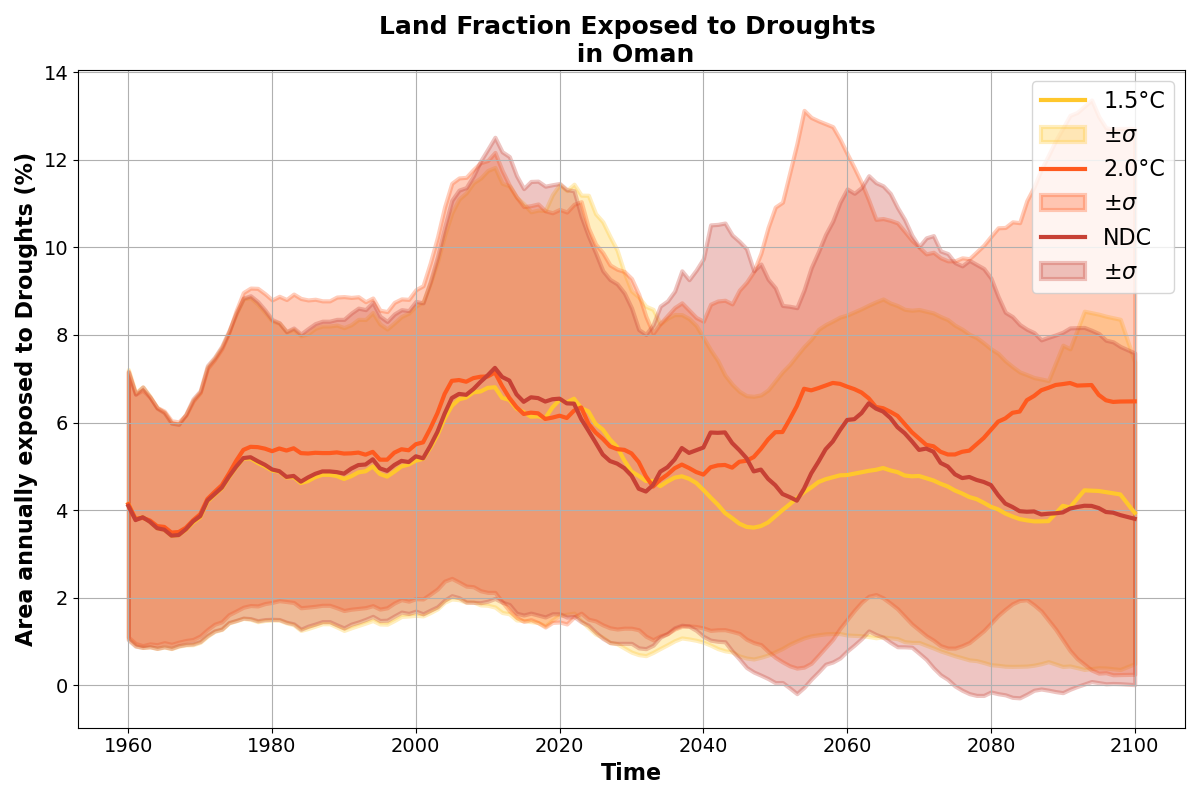 Land Fraction Exposed to Droughts
in Oman
Area annually exposed to Droughts (%)
14
12
10
8
6
4
2
0
1960
1980
2000
2020
2040
2060
2080
2100
Time
1.5°C
±σ
2.0°C
±σ
NDC
±σ